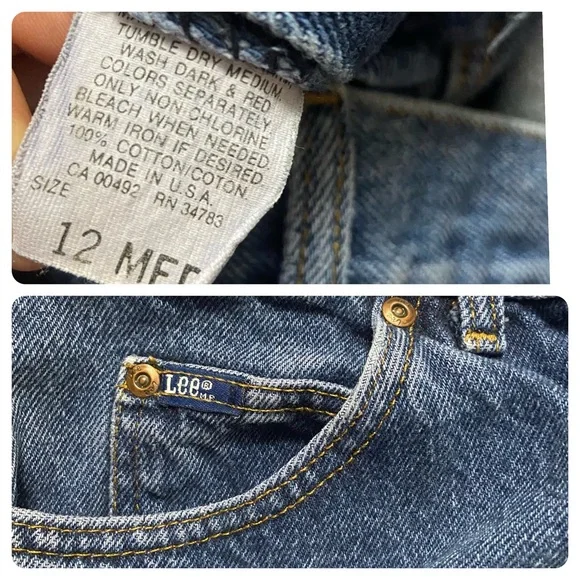 TUMBLE DRY MEDIUM.
WASH DARK & RED
COLORS SEPARATELY.
ONLY NON-CHLORINE
BLEACH WHEN NEEDED.
WARM IRON IF DESIRED.
100% COTTON/COTON.
MADE IN U.S.A.
CA 00492 RN 34783
SIZE
12 MED
Lee®
M.R.